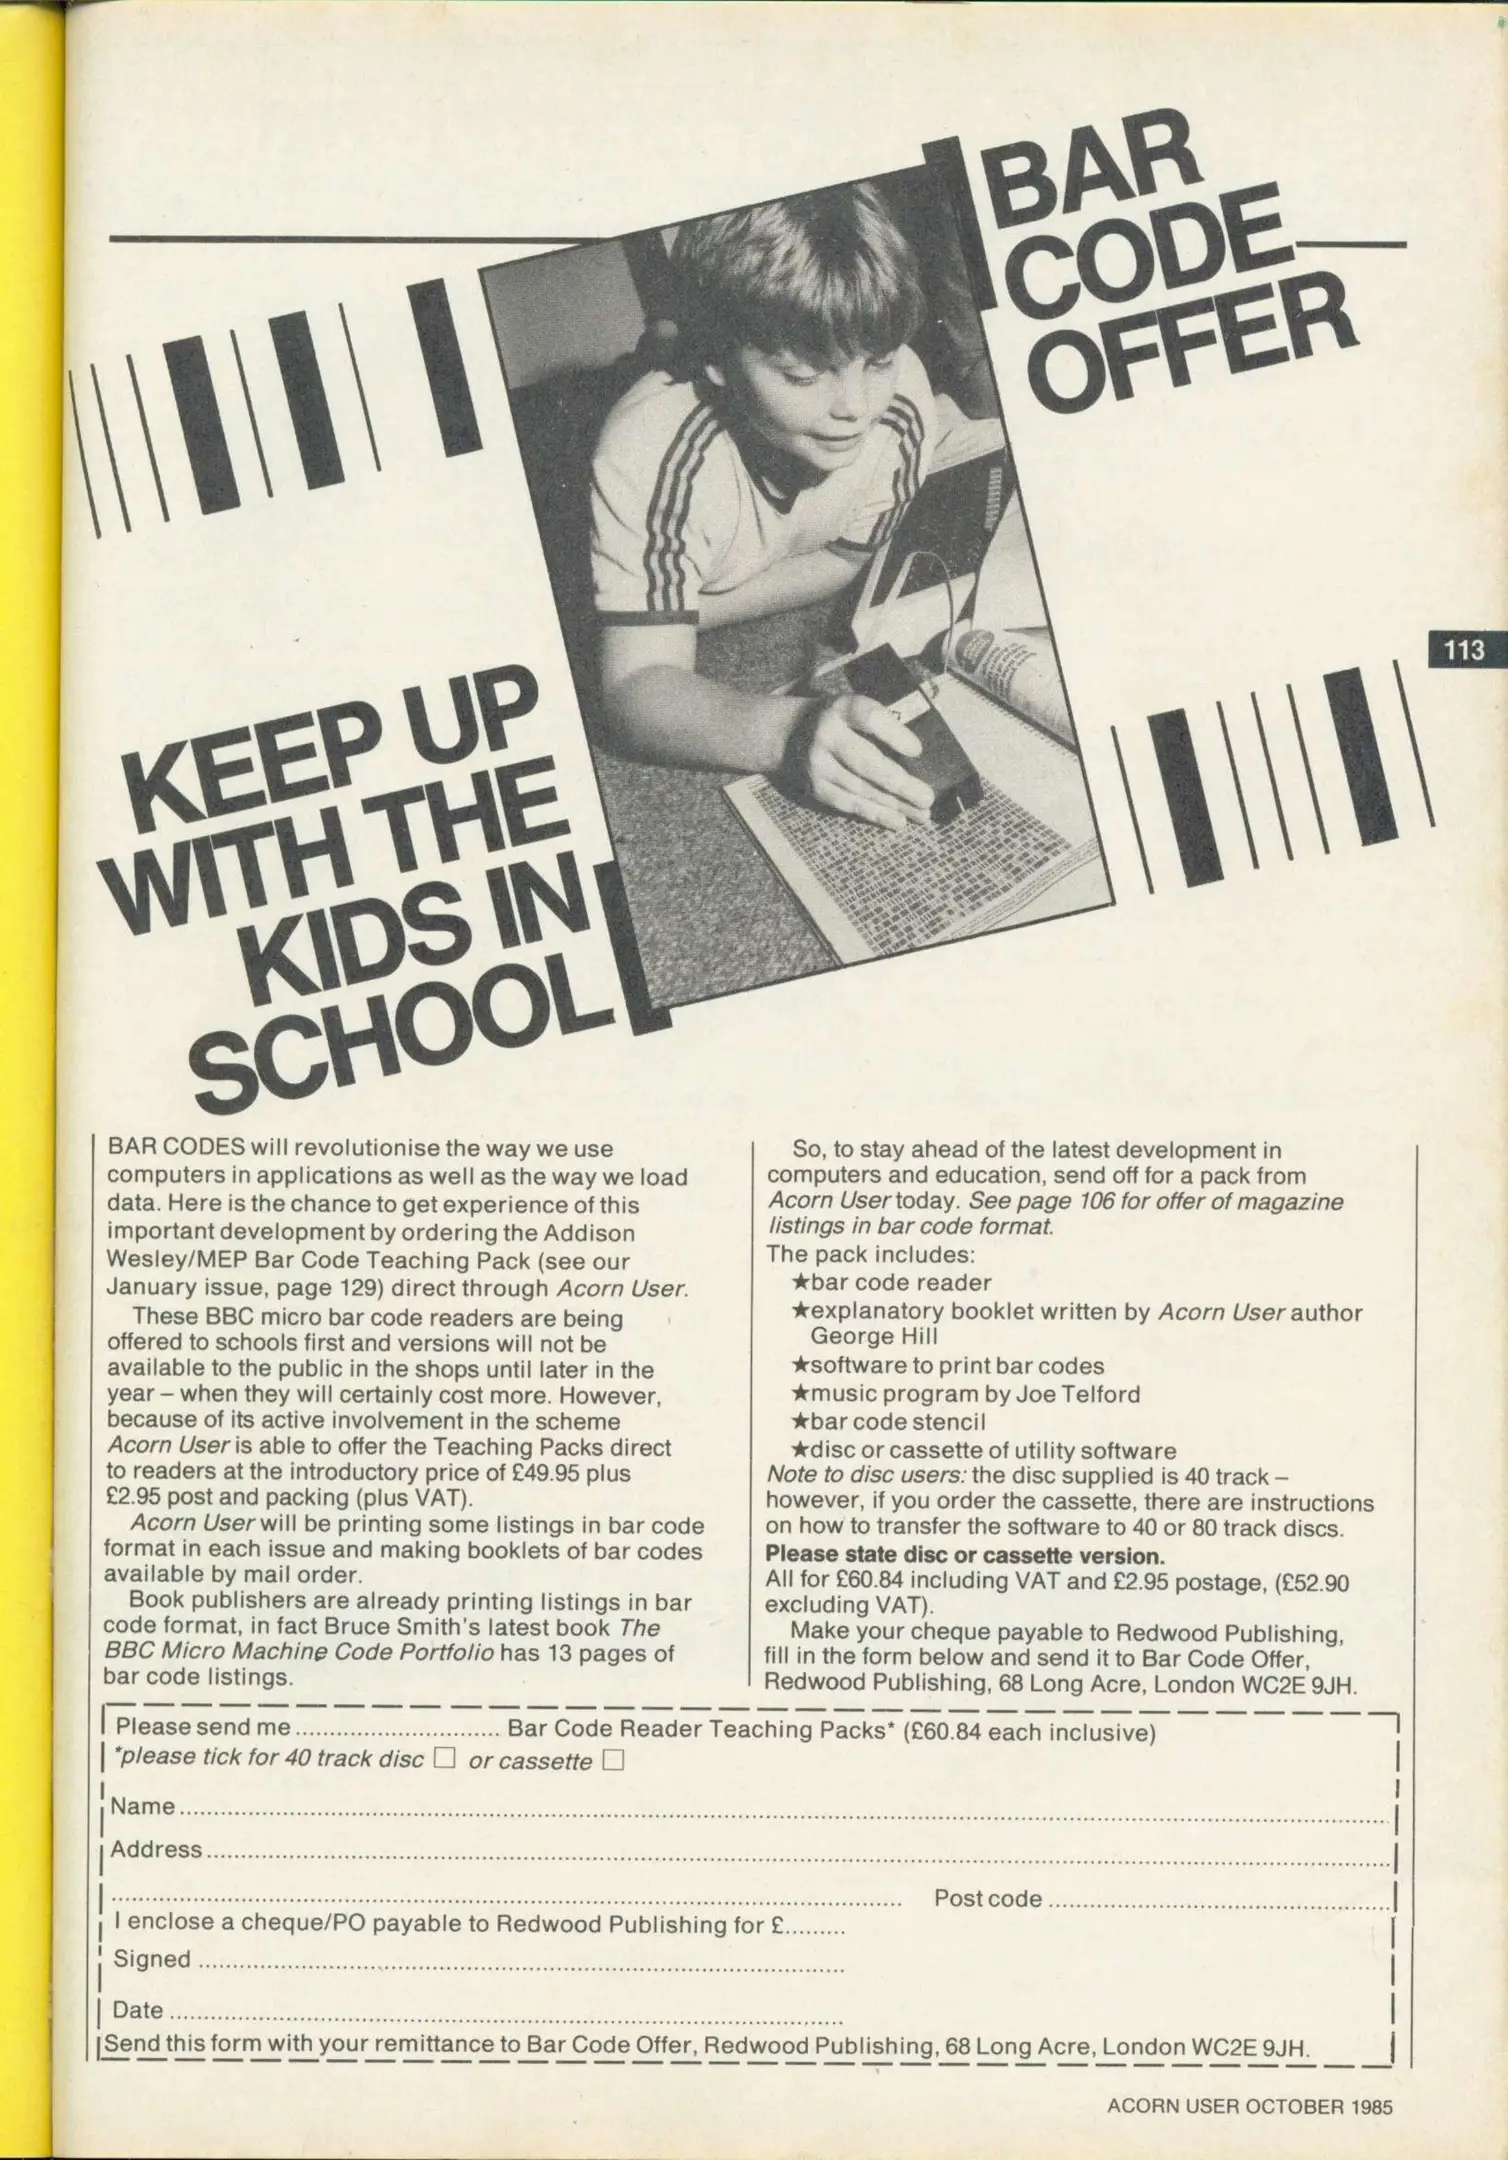 BAR
CODE
OFFER
113
KEEP UP
WITH THE
KIDS IN
SCHOOL
BAR CODES will revolutionise the way we use
computers in applications as well as the way we load
data. Here is the chance to get experience of this
important development by ordering the Addison
Wesley/MEP Bar Code Teaching Pack (see our
January issue, page 129) direct through Acorn User.
These BBC micro bar code readers are being
offered to schools first and versions will not be
available to the public in the shops until later in the
year – when they will certainly cost more. However,
because of its active involvement in the scheme
Acorn User is able to offer the Teaching Packs direct
to readers at the introductory price of £49.95 plus
£2.95 post and packing (plus VAT).
Acorn User will be printing some listings in bar code
format in each issue and making booklets of bar codes
available by mail order.
Book publishers are already printing listings in bar
code format, in fact Bruce Smith's latest book The
BBC Micro Machine Code Portfolio has 13 pages of
bar code listings.
So, to stay ahead of the latest development in
computers and education, send off for a pack from
Acorn User today. See page 106 for offer of magazine
listings in bar code format.
The pack includes:
★bar code reader
★explanatory booklet written by Acorn User author
George Hill
★software to print bar codes
★music program by Joe Telford
★bar code stencil
★disc or cassette of utility software
Note to disc users: the disc supplied is 40 track –
however, if you order the cassette, there are instructions
on how to transfer the software to 40 or 80 track discs.
Please state disc or cassette version.
All for £60.84 including VAT and £2.95 postage, (£52.90
excluding VAT).
Make your cheque payable to Redwood Publishing,
fill in the form below and send it to Bar Code Offer,
Redwood Publishing, 68 Long Acre, London WC2E 9JH.
Please send me .............................. Bar Code Reader Teaching Packs* (£60.84 each inclusive)
*please tick for 40 track disc □ or cassette □
Name
Address
Post code
I enclose a cheque/PO payable to Redwood Publishing for £.........
Signed
Date
Send this form with your remittance to Bar Code Offer, Redwood Publishing, 68 Long Acre, London WC2E 9JH.
ACORN USER OCTOBER 1985